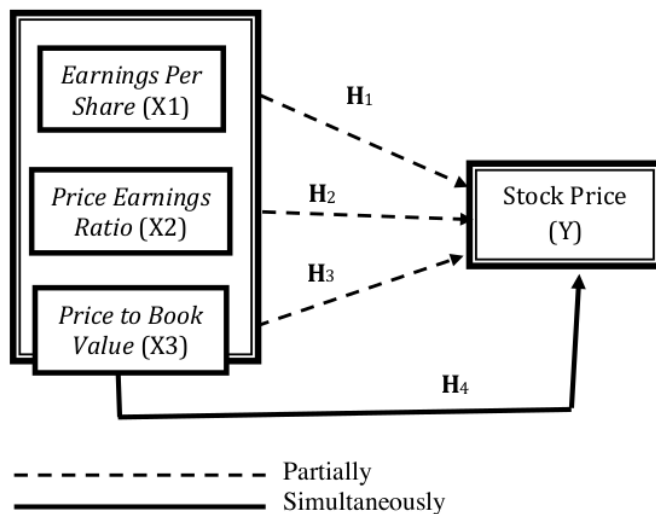 Earnings Per
Share (X1)
H1
Price Earnings
Ratio (X2)
H2
Stock Price
(Y)
H3
Price to Book
Value (X3)
H4
Partially
Simultaneously